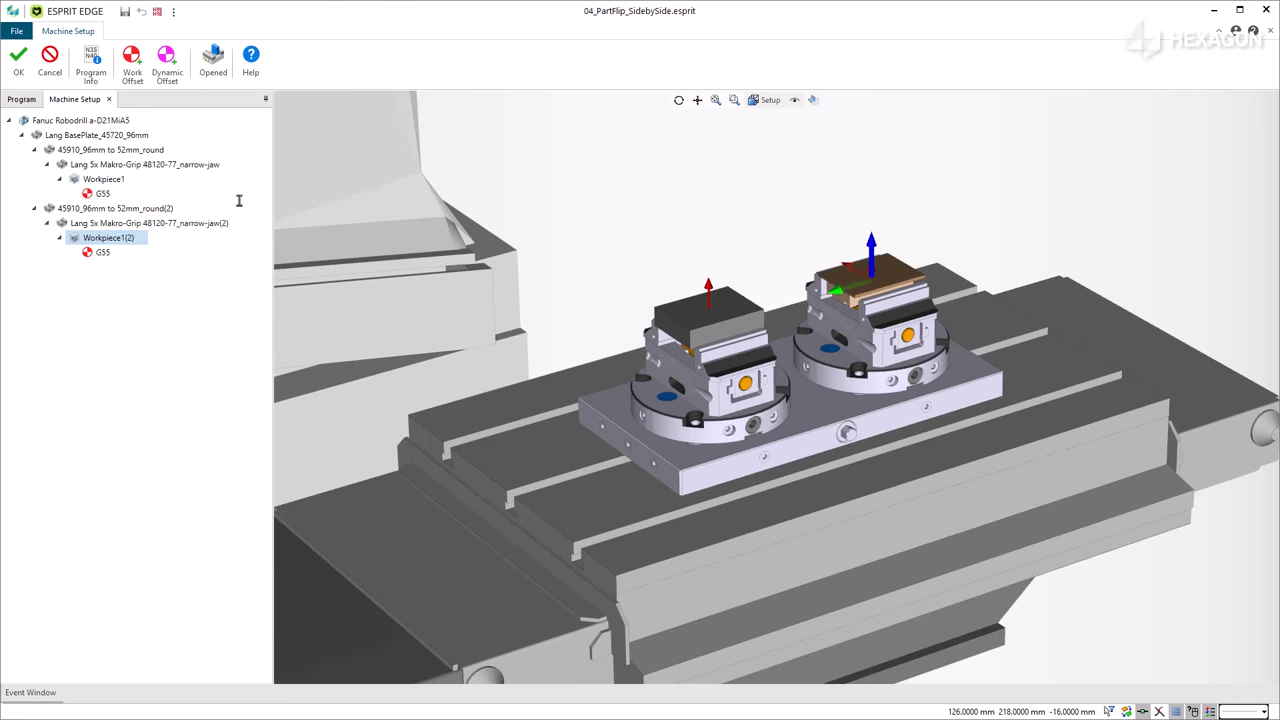 ESPRIT EDGE
04_PartFlip_SidebySide.esprit
File
Machine Setup
HEXAGON
OK
Cancel
N35
N40
Program
Info
Work
Offset
Dynamic
Offset
Opened
Help
Program
Machine Setup
Setup
Fanuc Robodrill a-D21MiA5
Lang BasePlate_45720_96mm
45910_96mm to 52mm_round
Lang 5x Makro-Grip 48120-77_narrow-jaw
Workpiece1
G55
45910_96mm to 52mm_round(2)
Lang 5x Makro-Grip 48120-77_narrow-jaw(2)
Workpiece1(2)
G55
Event Window
126.0000 mm 218.0000 mm -16.0000 mm